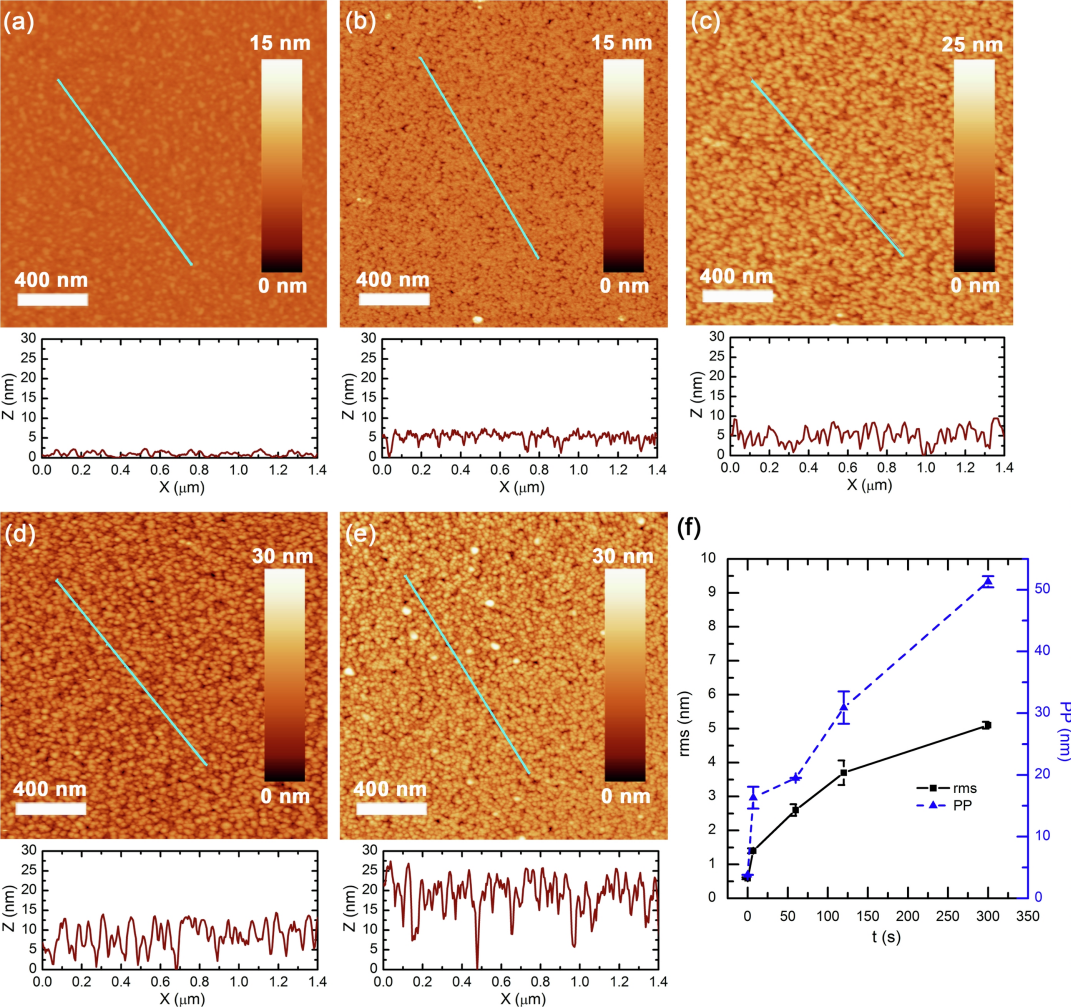 (a)
15 nm
400 nm
0 nm
(b)
15 nm
400 nm
0 nm
(c)
25 nm
400 nm
0 nm
30
25
20
15
10
5
0
Z (nm)
0.0 0.2 0.4 0.6 0.8 1.0 1.2 1.4
X (μm)
30
25
20
15
10
5
0
Z (nm)
0.0 0.2 0.4 0.6 0.8 1.0 1.2 1.4
X (μm)
30
25
20
15
10
5
0
Z (nm)
0.0 0.2 0.4 0.6 0.8 1.0 1.2 1.4
X (μm)
(d)
30 nm
400 nm
0 nm
(e)
30 nm
400 nm
0 nm
30
25
20
15
10
5
0
Z (nm)
0.0 0.2 0.4 0.6 0.8 1.0 1.2 1.4
X (μm)
30
25
20
15
10
5
0
Z (nm)
0.0 0.2 0.4 0.6 0.8 1.0 1.2 1.4
X (μm)
(f)
10
9
8
7
6
5
4
3
2
1
0
rms (nm)
50
40
30
20
10
0
PP (nm)
rms
PP
0 50 100 150 200 250 300 350
t (s)